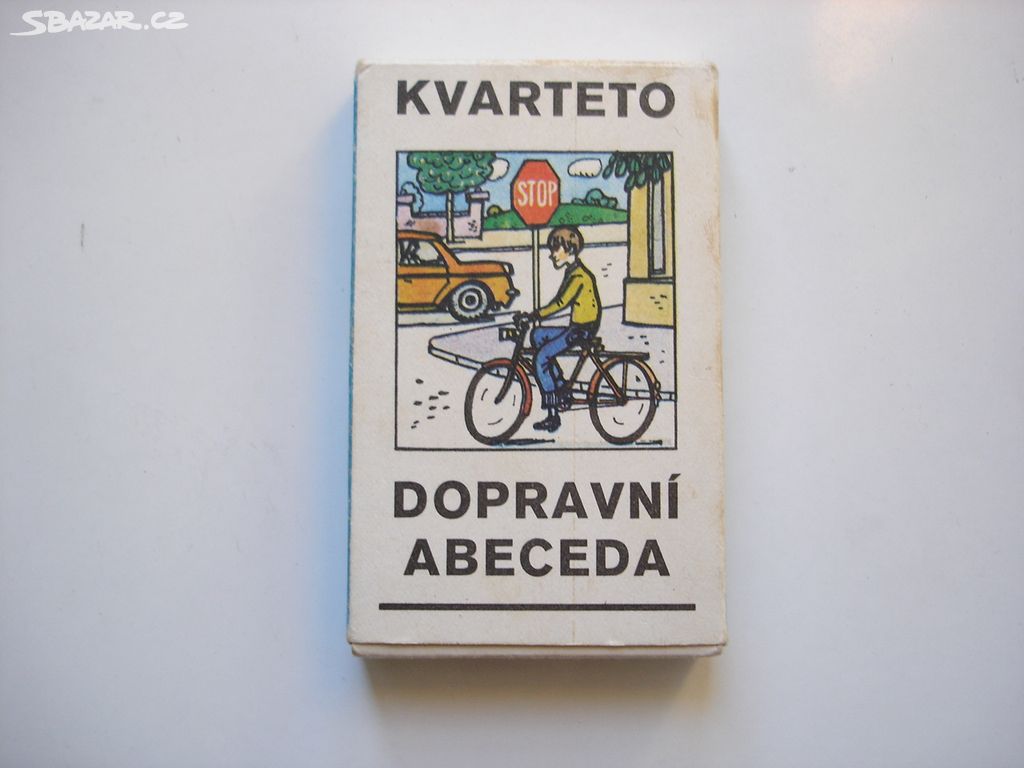 SBAZAR.CZ
KVARTETO
STOP
DOPRAVNÍ
ABECEDA